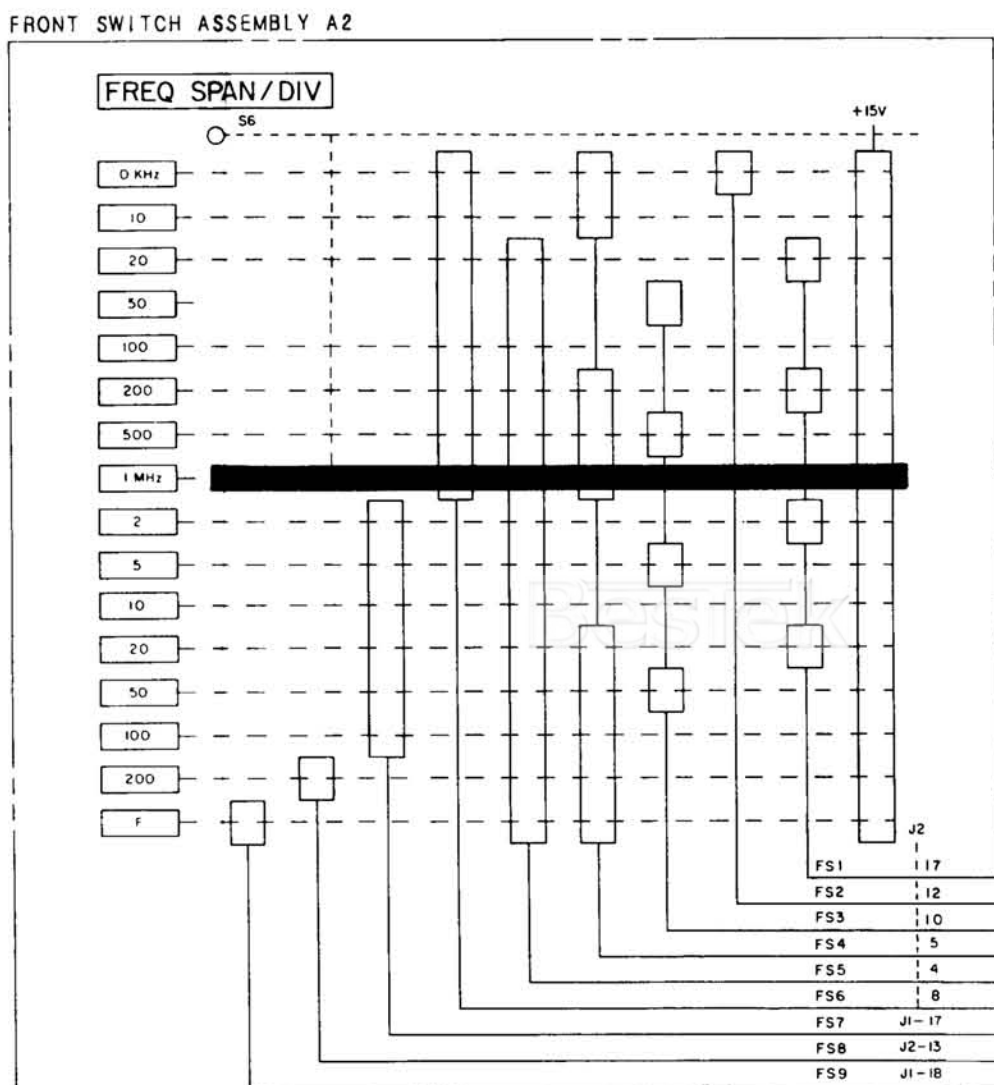 FRONT SWITCH ASSEMBLY A2
FREQ SPAN/DIV
S6
+15V
0 KHz
10
20
50
100
200
500
1 MHz
2
5
10
20
50
100
200
F
Bestek
J2
FS1 17
FS2 12
FS3 10
FS4 5
FS5 4
FS6 8
FS7 J1-17
FS8 J2-13
FS9 J1-18